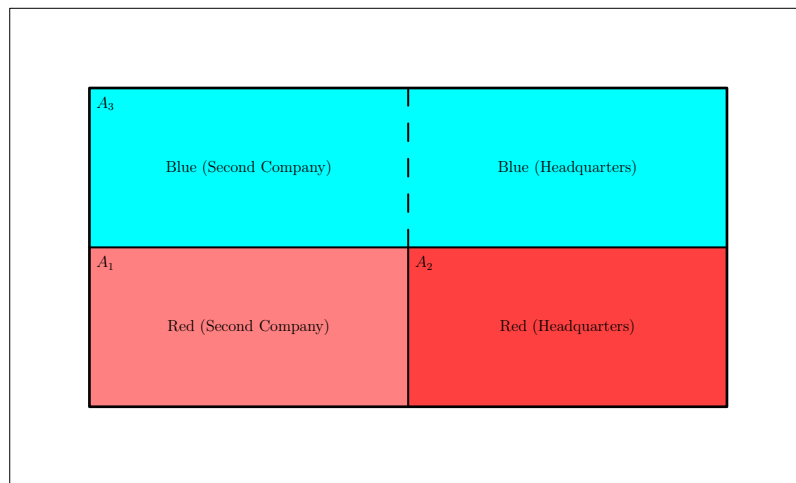 A₃
Blue (Second Company)
Blue (Headquarters)
A₁
A₂
Red (Second Company)
Red (Headquarters)